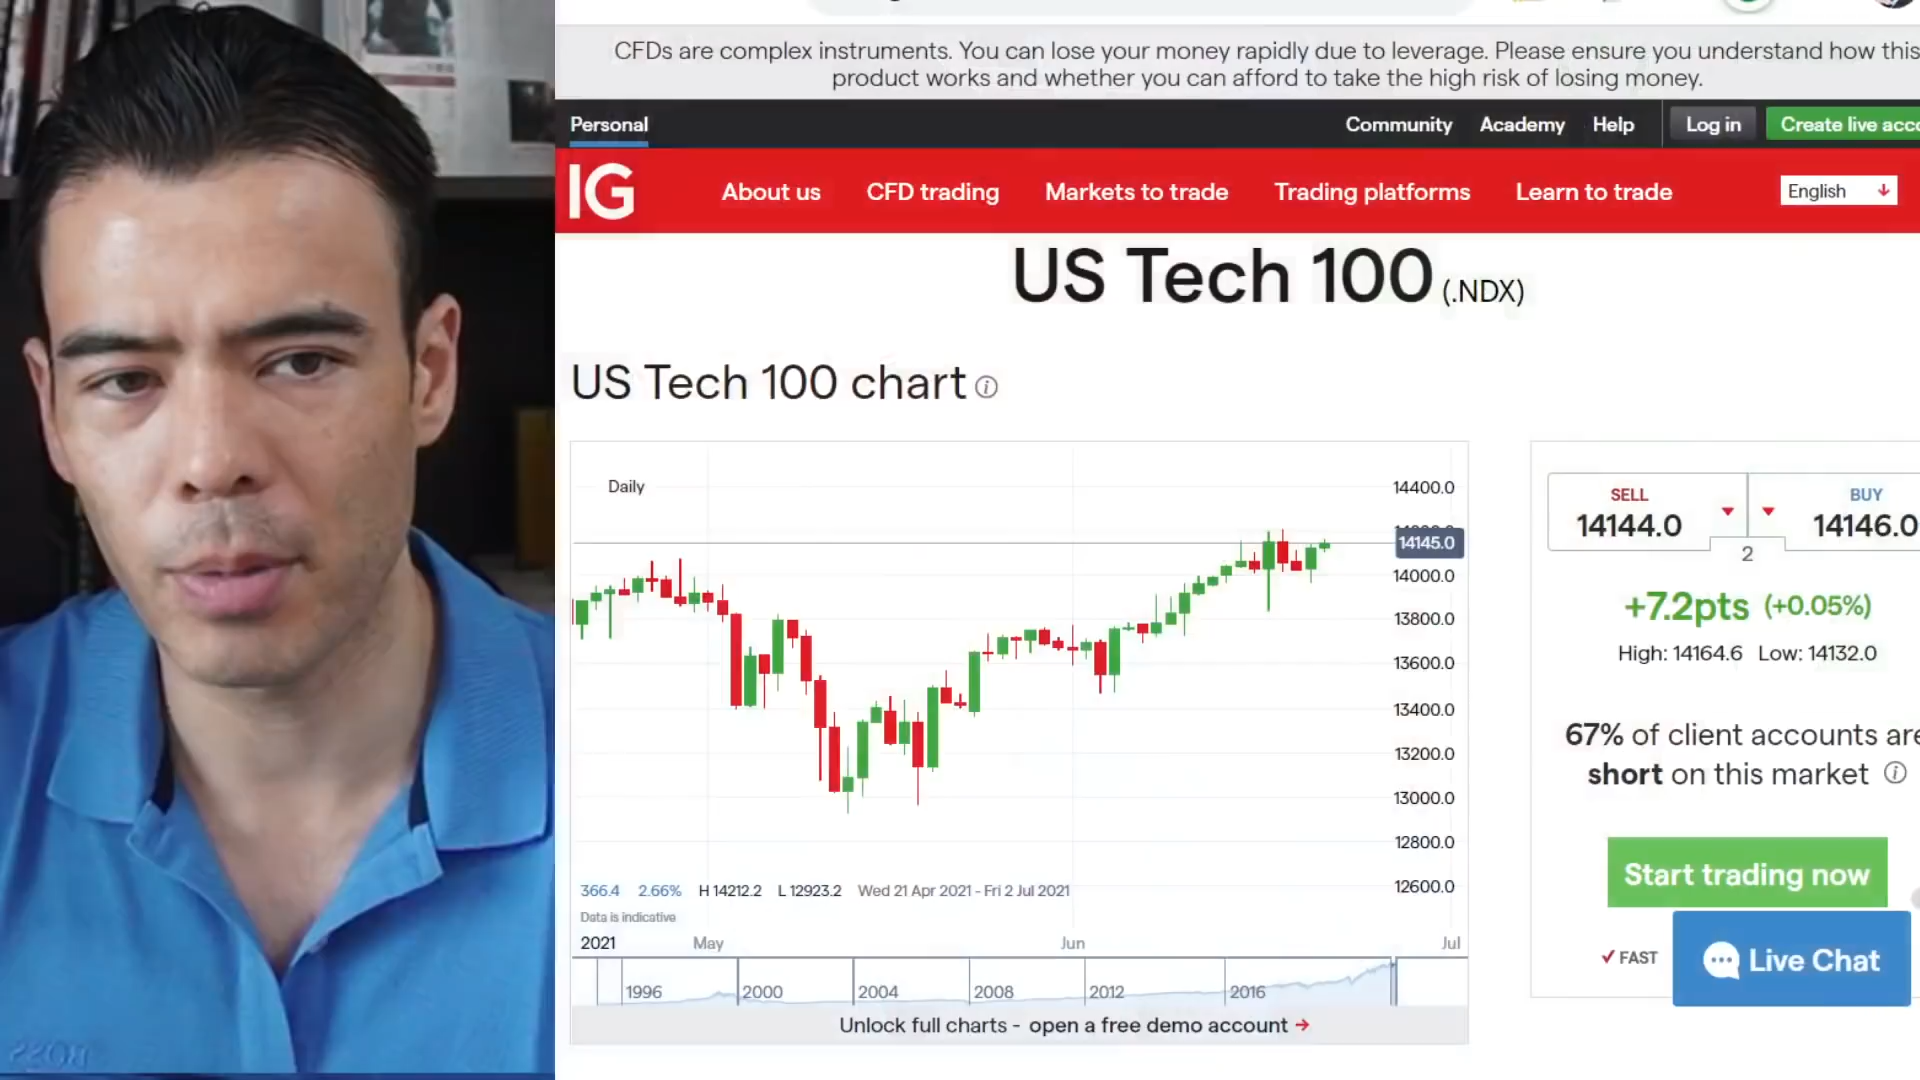 CFDs are complex instruments. You can lose your money rapidly due to leverage. Please ensure you understand how this
product works and whether you can afford to take the high risk of losing money.
Personal
Community Academy Help Log in Create live acco
IG About us CFD trading Markets to trade Trading platforms Learn to trade English
US Tech 100 (.NDX)
US Tech 100 chart
Daily
14400.0
14145.0
14000.0
13800.0
13600.0
13400.0
13200.0
13000.0
12800.0
12600.0
366.4 2.66% H 14212.2 L 12923.2 Wed 21 Apr 2021 - Fri 2 Jul 2021
Data is indicative
2021 May Jun Jul
1996 2000 2004 2008 2012 2016
Unlock full charts - open a free demo account →
SELL BUY
14144.0 14146.0
2
+7.2pts (+0.05%)
High: 14164.6 Low: 14132.0
67% of client accounts are
short on this market
Start trading now
FAST
Live Chat